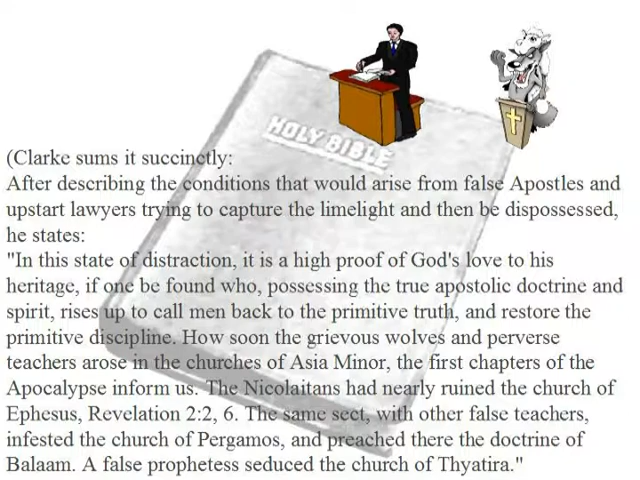 HOLY BIBLE
(Clarke sums it succinctly:
After describing the conditions that would arise from false Apostles and
upstart lawyers trying to capture the limelight and then be dispossessed,
he states:
"In this state of distraction, it is a high proof of God's love to his
heritage, if one be found who, possessing the true apostolic doctrine and
spirit, rises up to call men back to the primitive truth, and restore the
primitive discipline. How soon the grievous wolves and perverse
teachers arose in the churches of Asia Minor, the first chapters of the
Apocalypse inform us. The Nicolaitans had nearly ruined the church of
Ephesus, Revelation 2:2, 6. The same sect, with other false teachers,
infested the church of Pergamos, and preached there the doctrine of
Balaam. A false prophetess seduced the church of Thyatira."